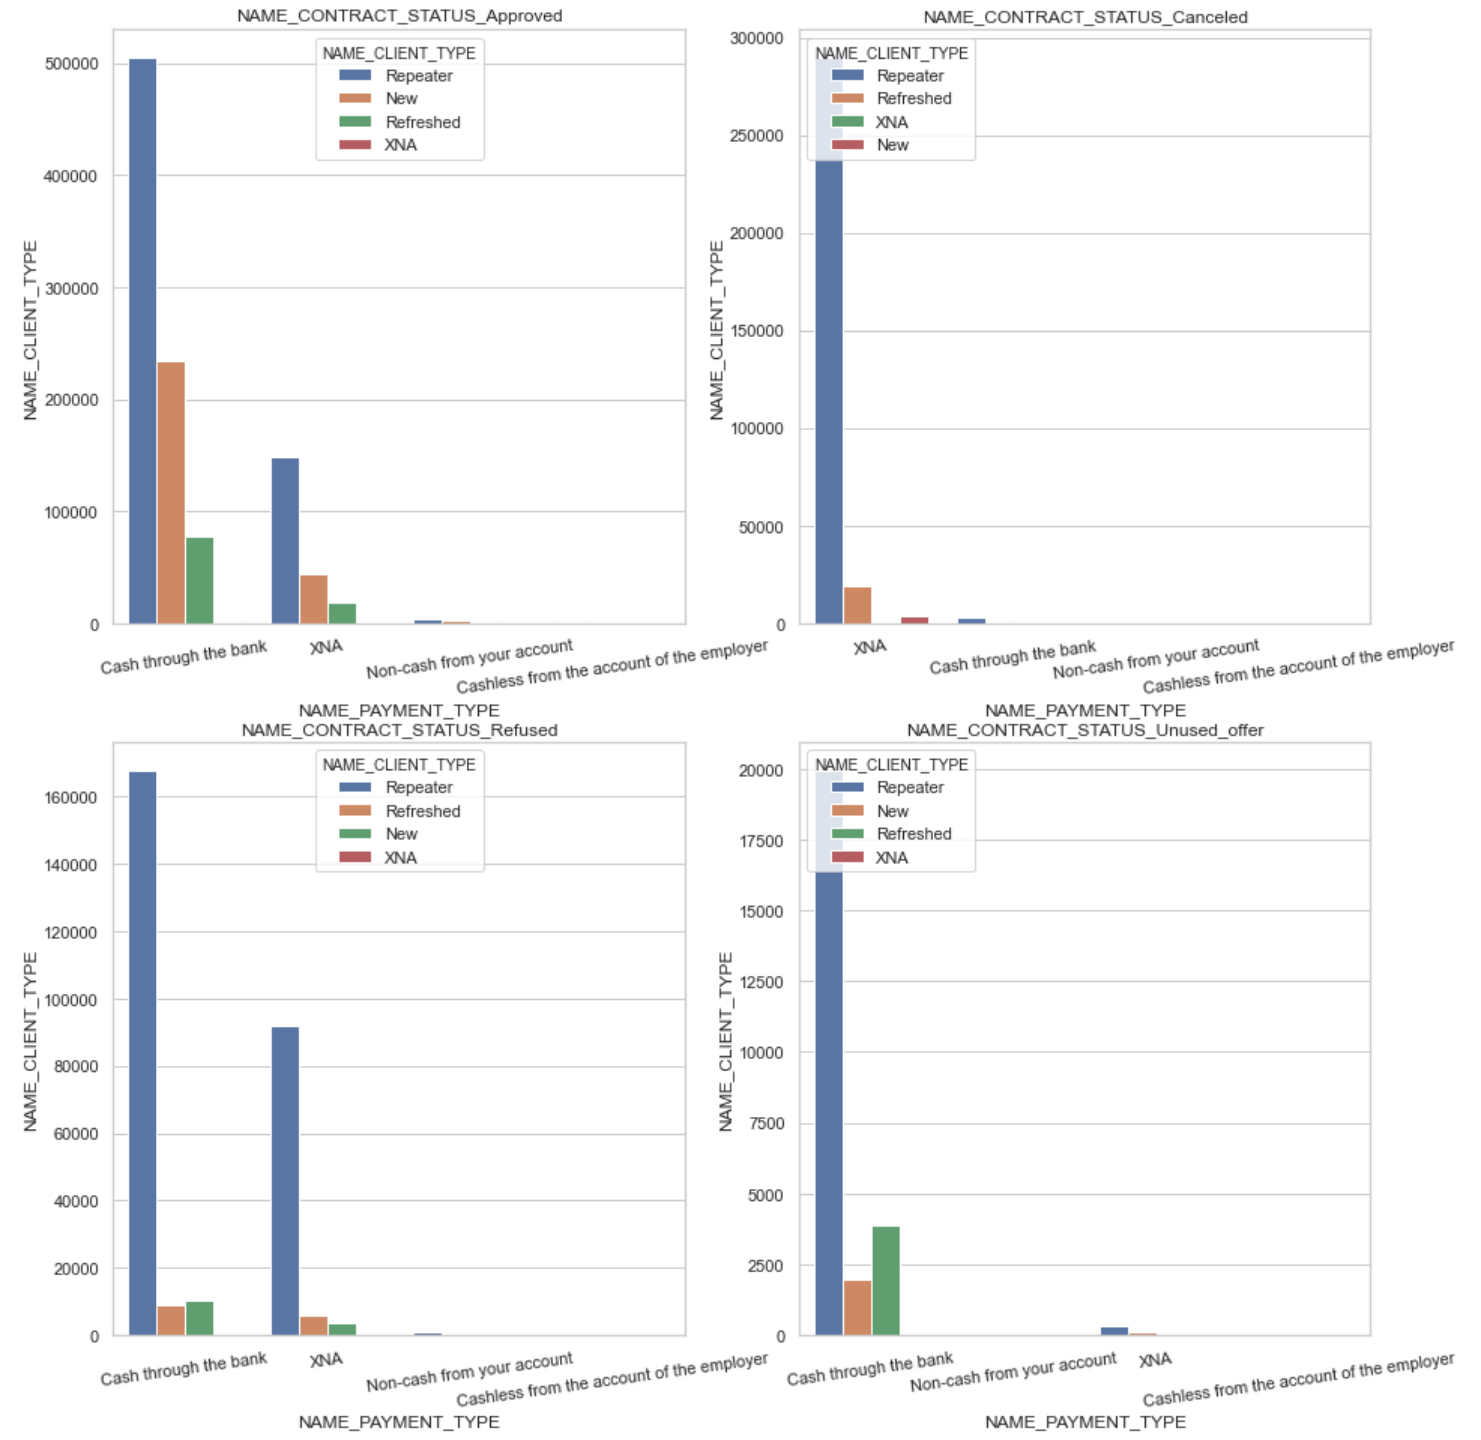 NAME_CONTRACT_STATUS_Approved
NAME_CLIENT_TYPE
500000
400000
300000
200000
100000
0
NAME_CLIENT_TYPE
Repeater
New
Refreshed
XNA
Cash through the bank
XNA
Non-cash from your account
Cashless from the account of the employer
NAME_PAYMENT_TYPE
NAME_CONTRACT_STATUS_Canceled
NAME_CLIENT_TYPE
300000
250000
200000
150000
100000
50000
0
NAME_CLIENT_TYPE
Repeater
Refreshed
XNA
New
XNA
Cash through the bank
Non-cash from your account
Cashless from the account of the employer
NAME_PAYMENT_TYPE
NAME_CONTRACT_STATUS_Refused
NAME_CLIENT_TYPE
160000
140000
120000
100000
80000
60000
40000
20000
0
NAME_CLIENT_TYPE
Repeater
Refreshed
New
XNA
Cash through the bank
XNA
Non-cash from your account
Cashless from the account of the employer
NAME_PAYMENT_TYPE
NAME_CONTRACT_STATUS_Unused_offer
NAME_CLIENT_TYPE
20000
17500
15000
12500
10000
7500
5000
2500
0
NAME_CLIENT_TYPE
Repeater
New
Refreshed
XNA
Cash through the bank
Non-cash from your account
XNA
Cashless from the account of the employer
NAME_PAYMENT_TYPE